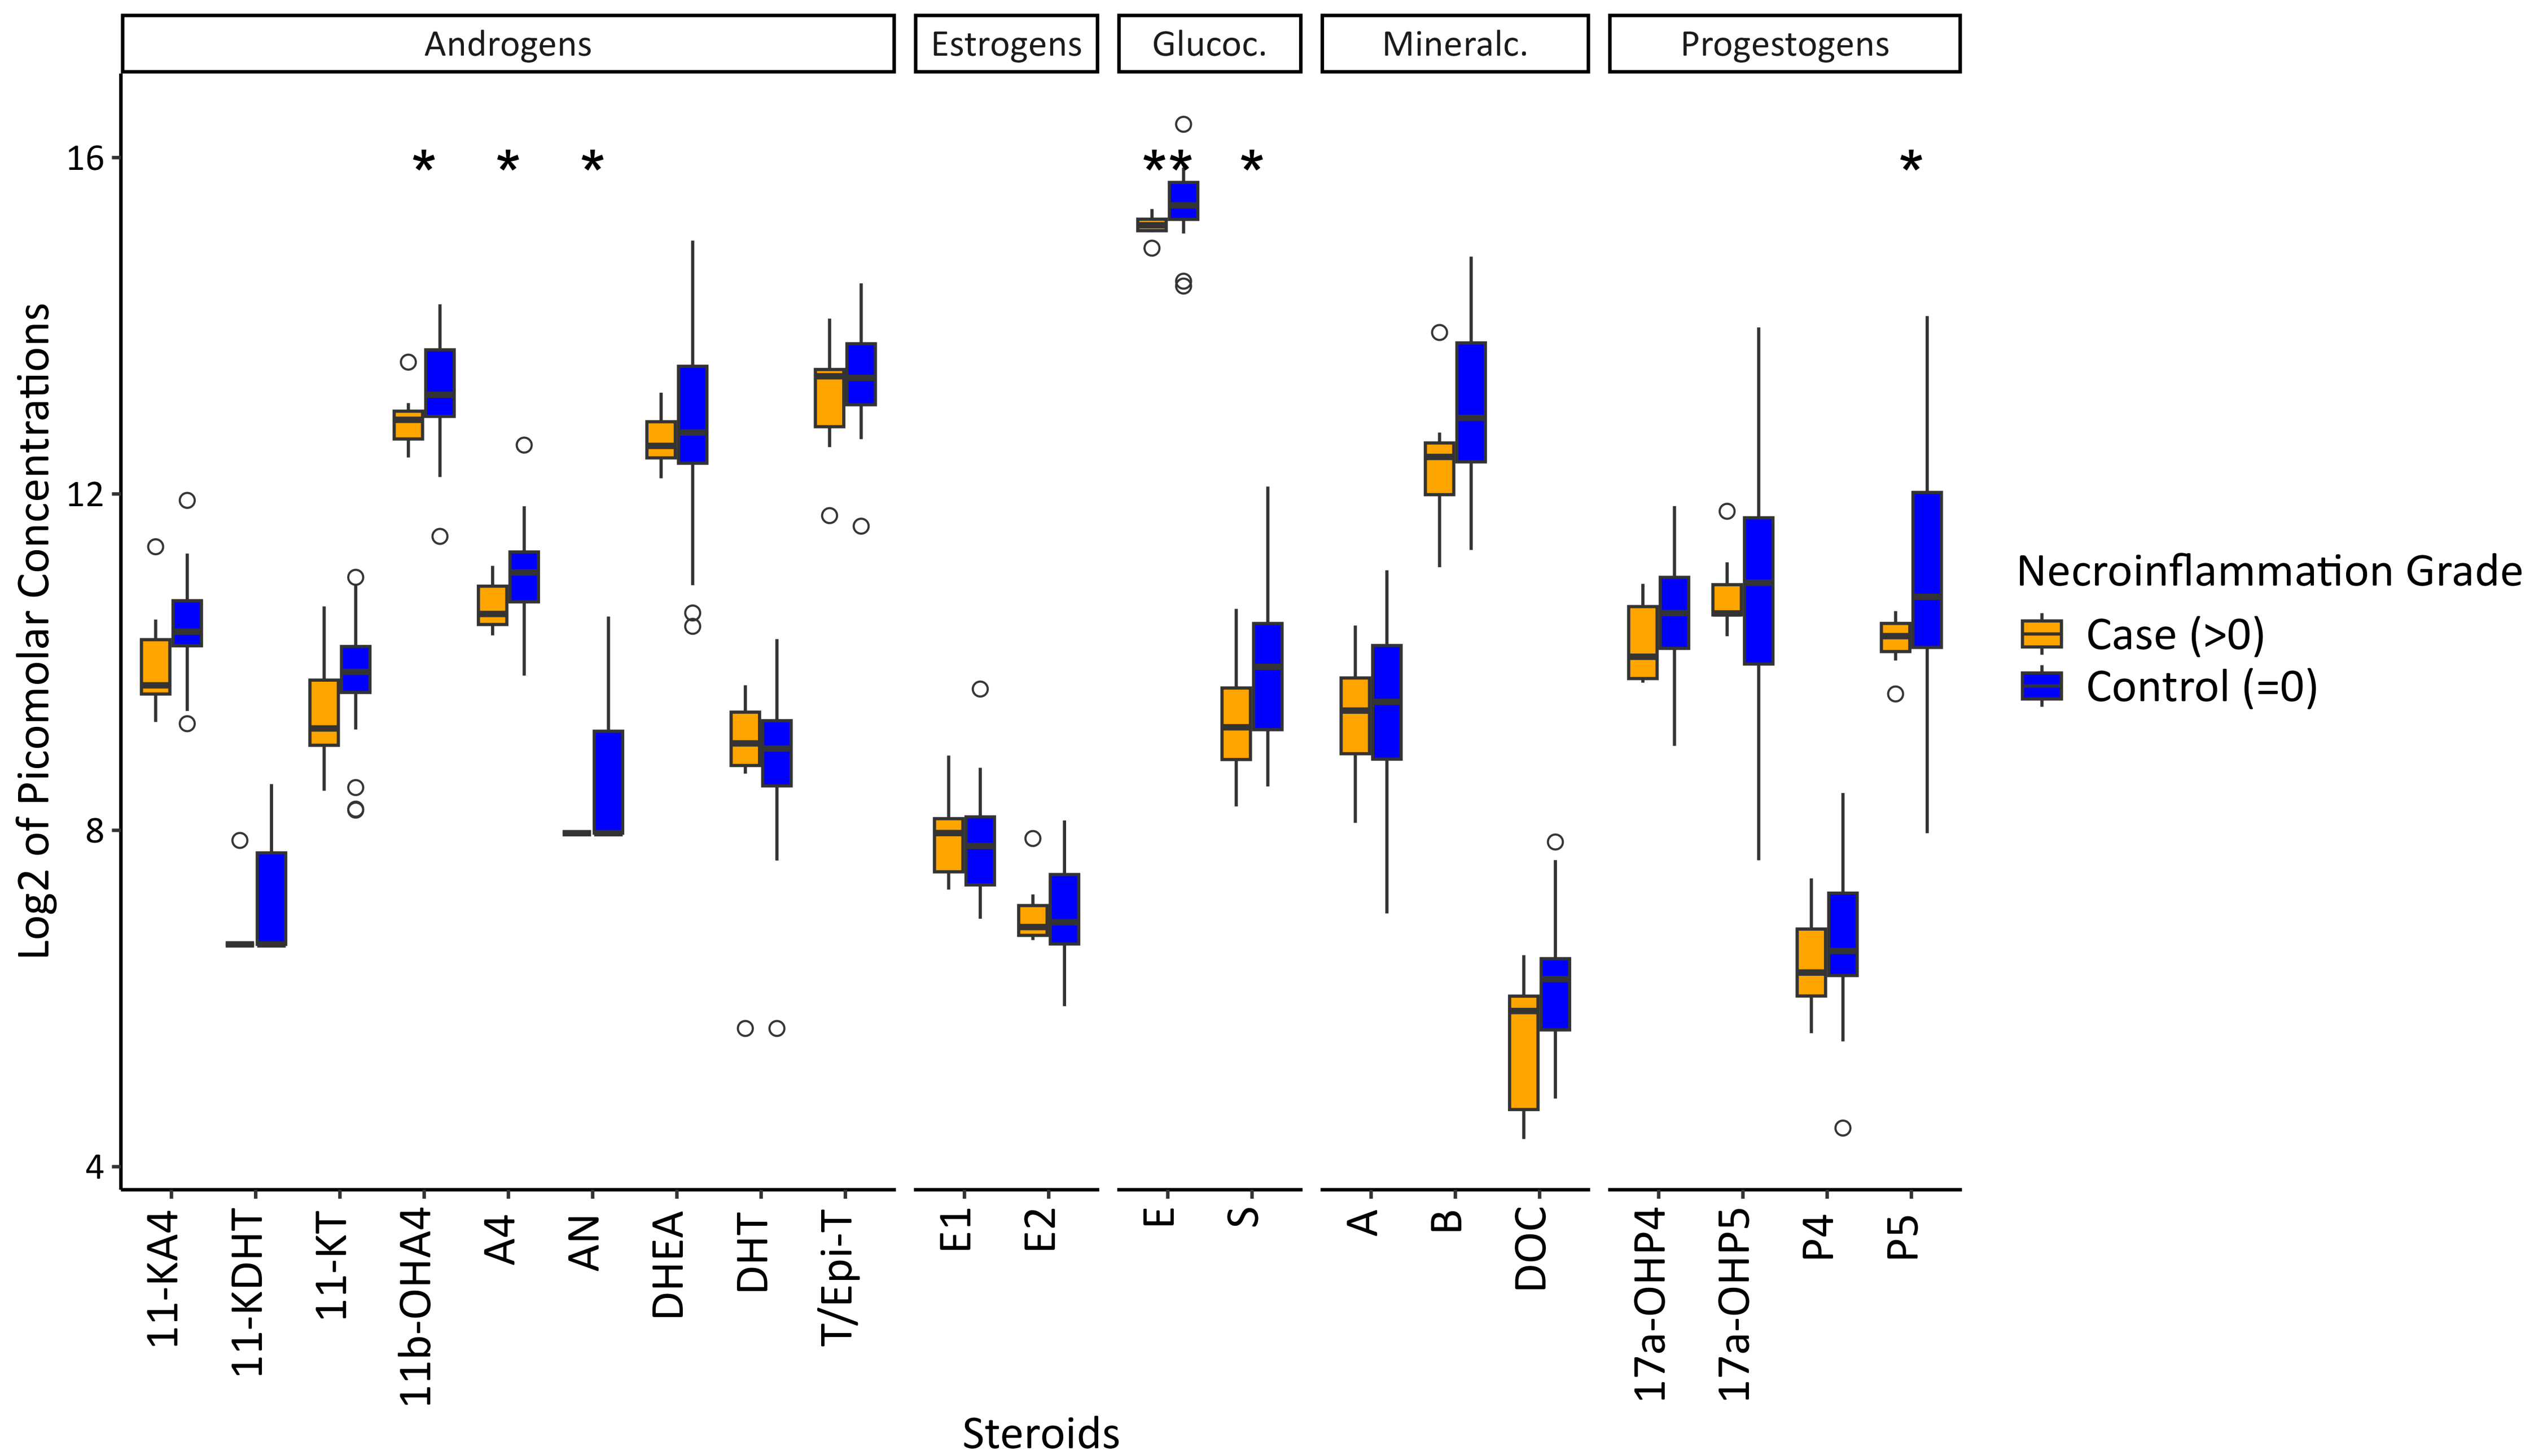 Androgens
Estrogens
Glucoc.
Mineralc.
Progestogens
Log2 of Picomolar Concentrations
16
12
8
4
*
*
*
**
*
*
11-KA4
11-KDHT
11-KT
11b-OHA4
A4
AN
DHEA
DHT
T/Epi-T
E1
E2
E
S
A
B
DOC
17a-OHP4
17a-OHP5
P4
P5
Steroids
Necroinflammation Grade
Case (>0)
Control (=0)